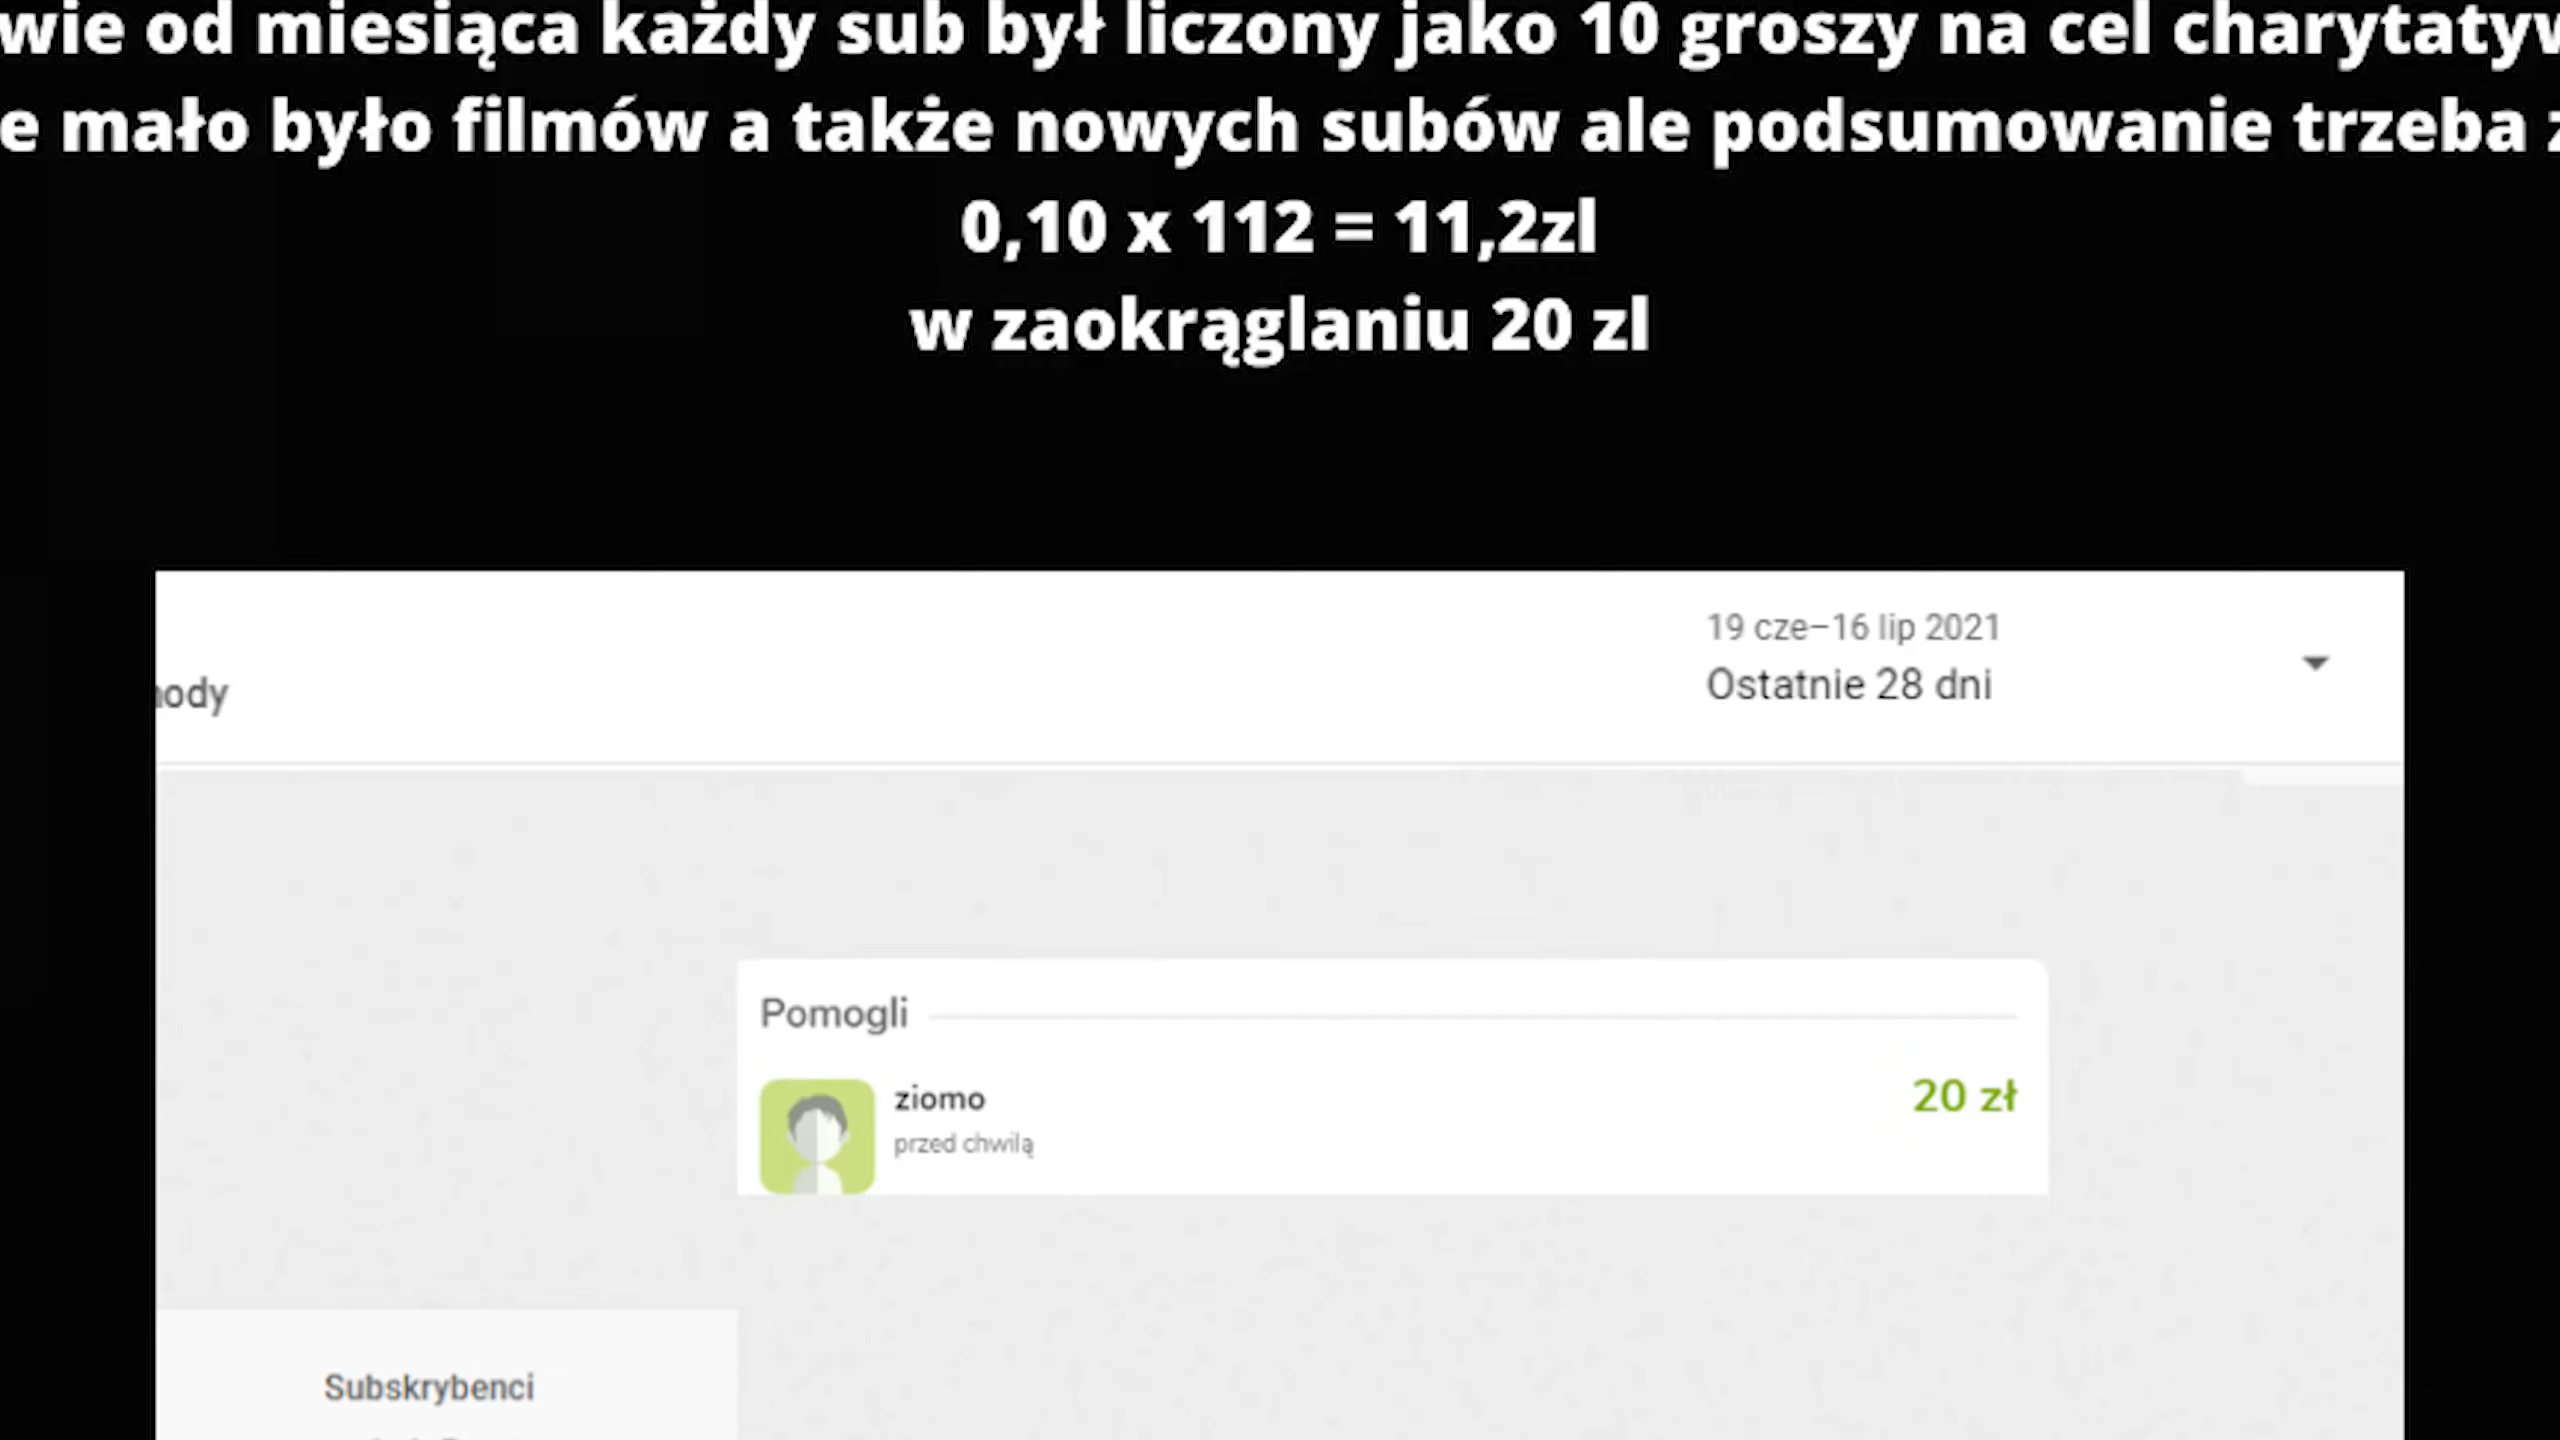 wie od miesiąca każdy sub był liczony jako 10 groszy na cel charytatyw
e mało było filmów a także nowych subów ale podsumowanie trzeba z
0,10 x 112 = 11,2zl
w zaokrąglaniu 20 zl
19 cze–16 lip 2021
Ostatnie 28 dni
ody
Pomogli
ziomo
20 zł
przed chwilą
Subskrybenci